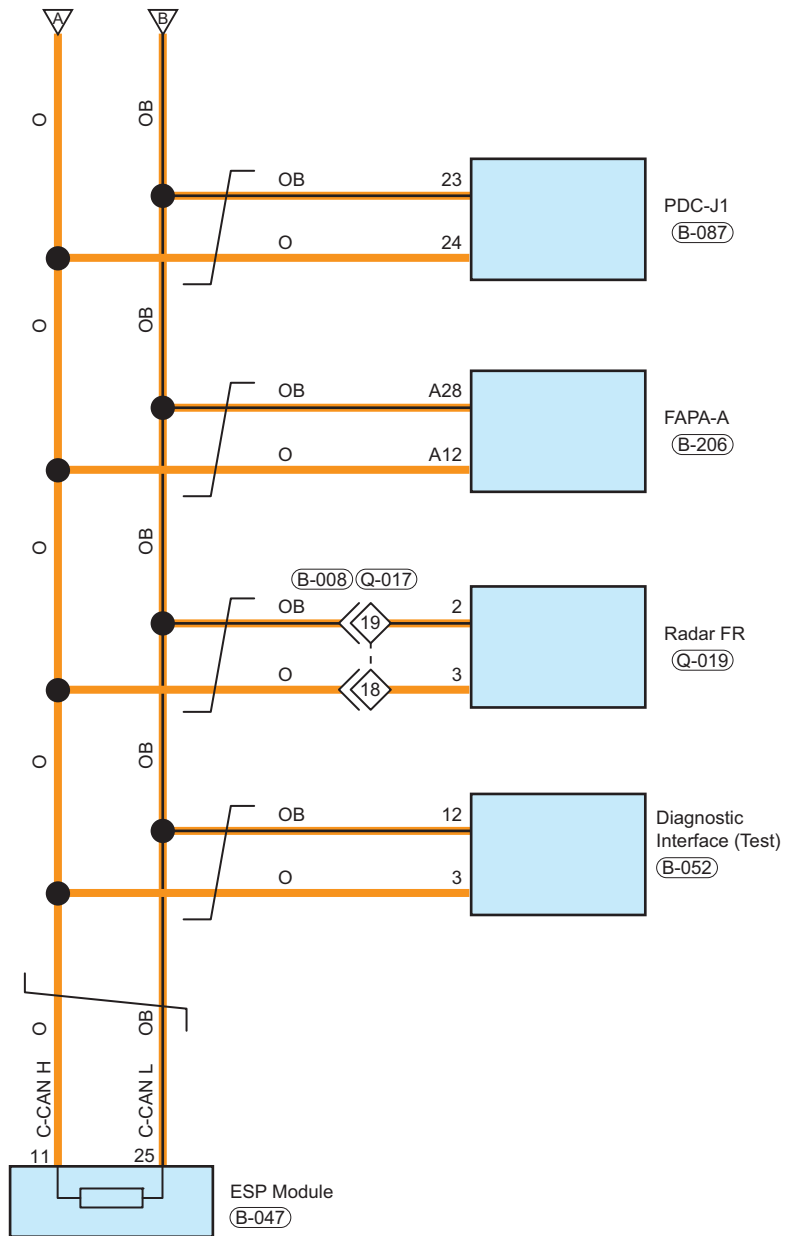 A
B
O
OB
OB
23
O
24
PDC-J1
B-087
O
OB
OB
A28
O
A12
FAPA-A
B-206
O
OB
B-008
Q-017
OB
19
2
O
18
3
Radar FR
Q-019
O
OB
OB
12
O
3
Diagnostic
Interface (Test)
B-052
O
OB
C-CAN H
C-CAN L
11
25
ESP Module
B-047